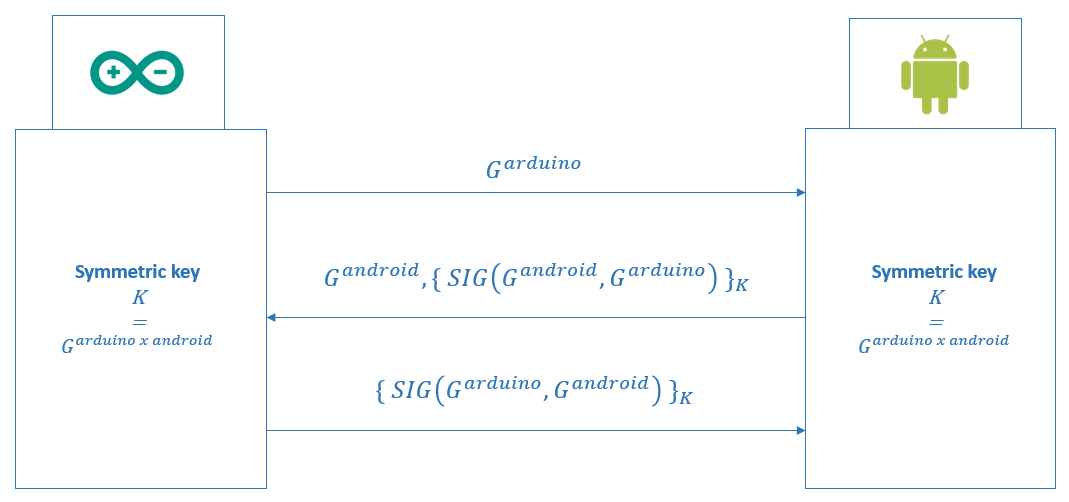 G^arduino
G^android, { SIG(G^android, G^arduino) }_K
{ SIG(G^arduino, G^android) }_K
Symmetric key
K
=
G^arduino x android
Symmetric key
K
=
G^arduino x android